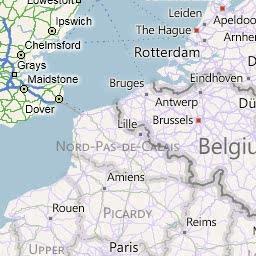 Lowestoft
Leiden
Ipswich
Apeldoo
The Hague
Chelmsford
Arnhe
Rotterdam
Grays
Maidstone
Bruges
Eindhoven
Dover
Antwerp
Dü
Lille
Brussels
Belgiu
NORD-PAS-DE-CALAIS
Amiens
Rouen
PICARDY
Reims
UPPER
Paris